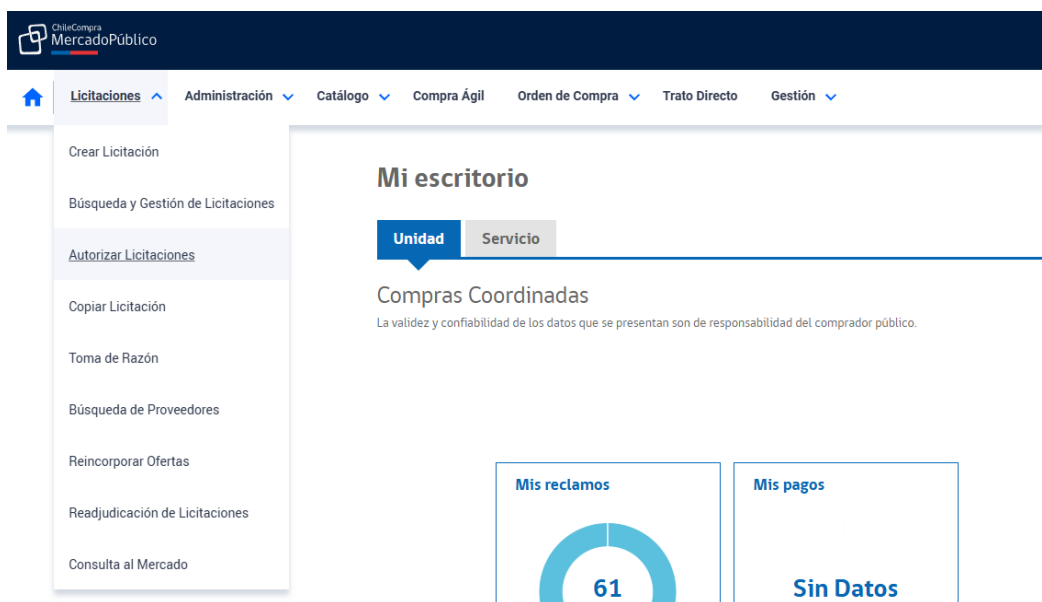 ChileCompra
MercadoPúblico
Licitaciones Administración Catálogo Compra Ágil Orden de Compra Trato Directo Gestión
Crear Licitación
Búsqueda y Gestión de Licitaciones
Autorizar Licitaciones
Copiar Licitación
Toma de Razón
Búsqueda de Proveedores
Reincorporar Ofertas
Readjudicación de Licitaciones
Consulta al Mercado
Mi escritorio
Unidad Servicio
Compras Coordinadas
La validez y confiabilidad de los datos que se presentan son de responsabilidad del comprador público.
Mis reclamos
61
Mis pagos
Sin Datos